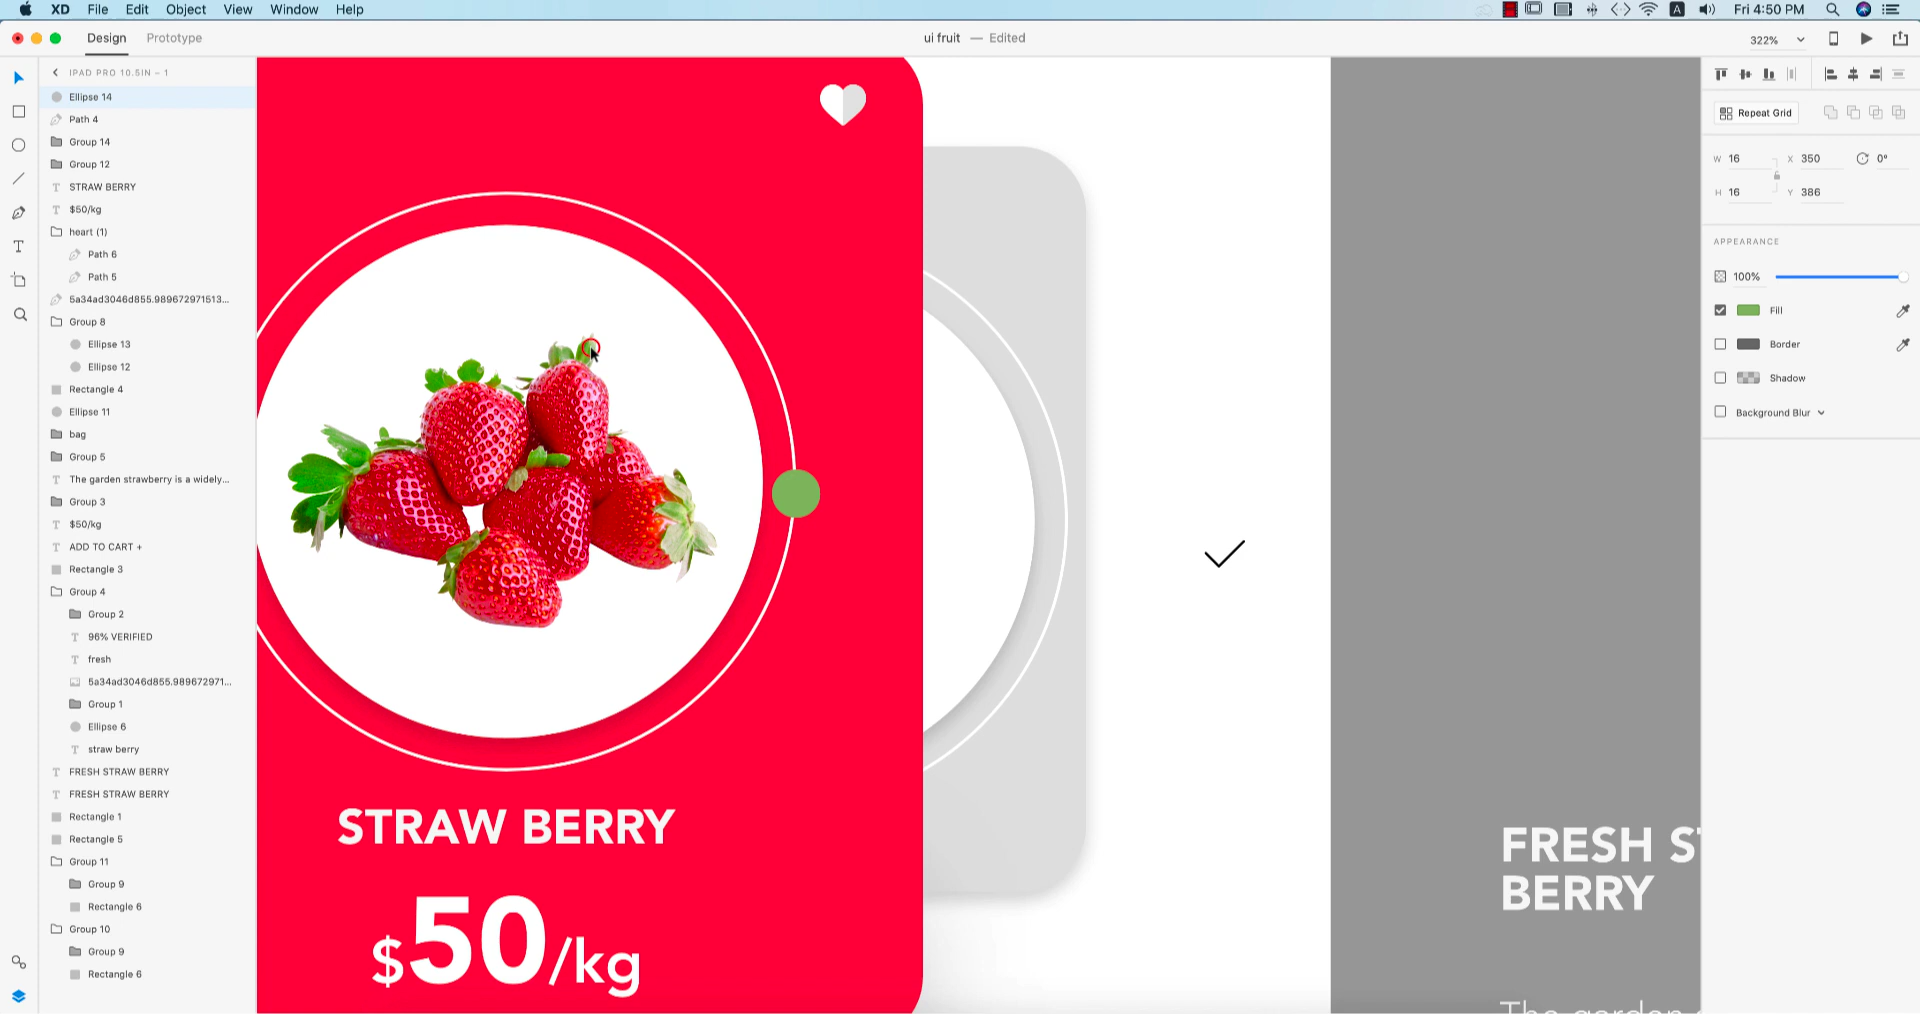 XD File Edit Object View Window Help
A Fri 4:50 PM
Design Prototype
ui fruit — Edited
322%
IPAD PRO 10.5IN – 1
Ellipse 14
Path 4
Group 14
Group 12
STRAW BERRY
$50/kg
heart (1)
Path 6
Path 5
5a34ad3046d855.989672971513...
Group 8
Ellipse 13
Ellipse 12
Rectangle 4
Ellipse 11
bag
Group 5
The garden strawberry is a widely...
Group 3
$50/kg
ADD TO CART +
Rectangle 3
Group 4
Group 2
96% VERIFIED
fresh
5a34ad3046d855.989672971...
Group 1
Ellipse 6
straw berry
FRESH STRAW BERRY
FRESH STRAW BERRY
Rectangle 1
Rectangle 5
Group 11
Group 9
Rectangle 6
Group 10
Group 9
Rectangle 6
STRAW BERRY
$50/kg
FRESH ST
BERRY
The garden
Repeat Grid
W 16 X 350 0°
H 16 Y 386
APPEARANCE
100%
Fill
Border
Shadow
Background Blur